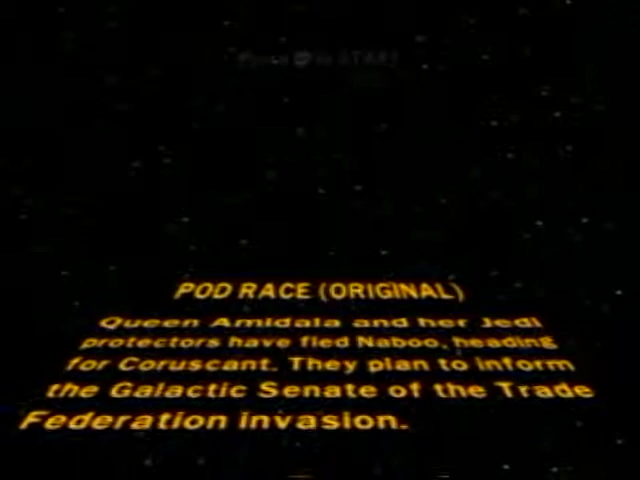 POD RACE (ORIGINAL)
Queen Amidala and her Jedi
protectors have fled Naboo, heading
for Coruscant. They plan to inform
the Galactic Senate of the Trade
Federation invasion.